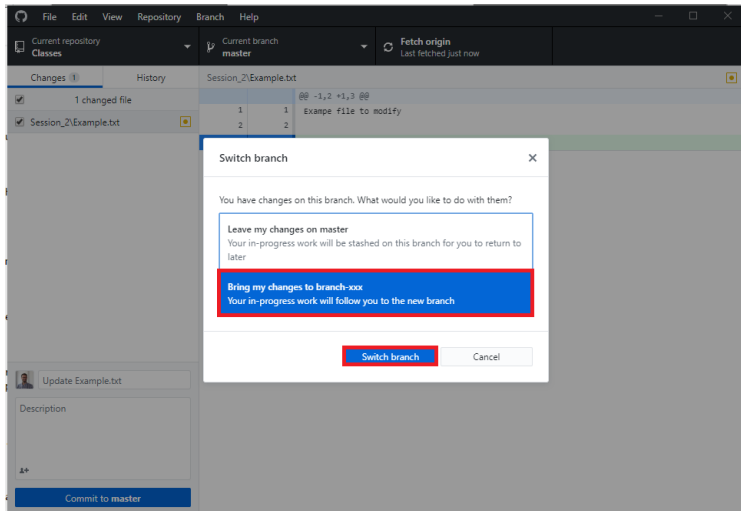 File Edit View Repository Branch Help
Current repository
Classes
Current branch
master
Fetch origin
Last fetched just now
Changes 1 History
Session_2\Example.txt
1 changed file
Session_2\Example.txt
@@ -1,2 +1,3 @@
1 1 Exampe file to modify
2 2
Switch branch
You have changes on this branch. What would you like to do with them?
Leave my changes on master
Your in-progress work will be stashed on this branch for you to return to
later
Bring my changes to branch-xxx
Your in-progress work will follow you to the new branch
Switch branch Cancel
Update Example.txt
Description
Commit to master